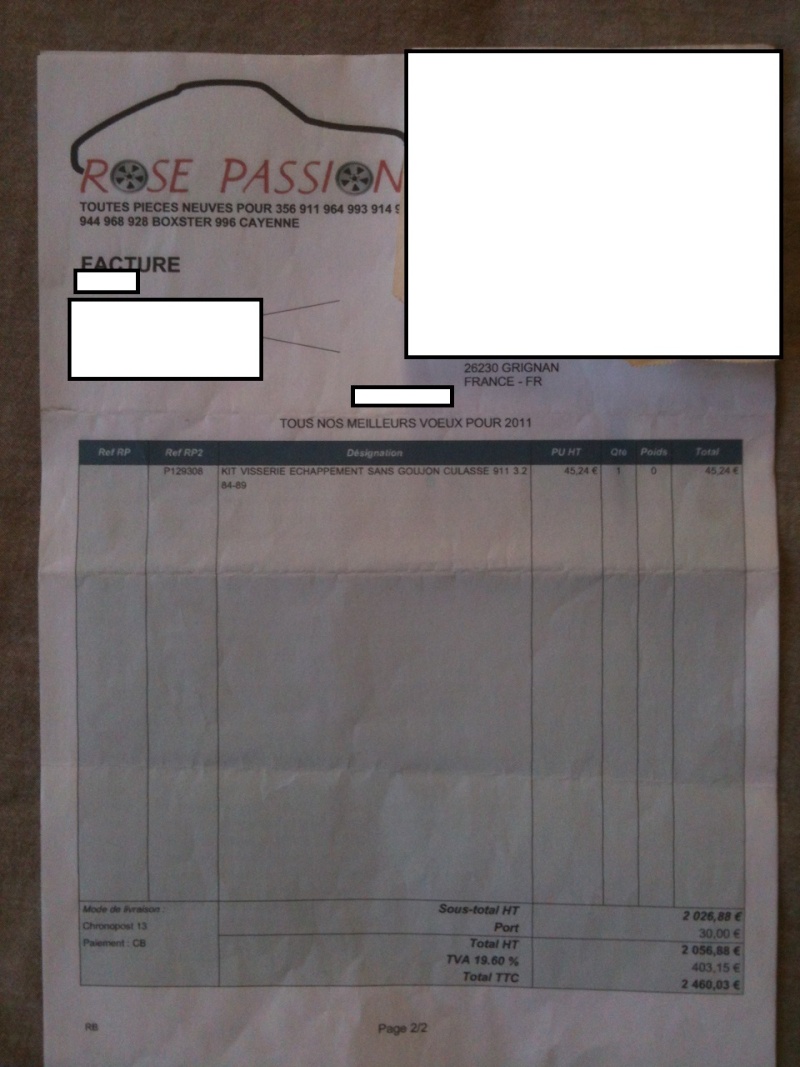 ROSE PASSION
TOUTES PIECES NEUVES POUR 356 911 964 993 914
944 968 928 BOXSTER 996 CAYENNE
FACTURE
26230 GRIGNAN
FRANCE - FR
TOUS NOS MEILLEURS VOEUX POUR 2011
Ref RP Ref RP2 Désignation PU HT Qté Poids Total
P129308 KIT VISSERIE ECHAPPEMENT SANS GOUJON CULASSE 911 3.2 45,24 € 1 0 45,24 €
84-89
Mode de livraison : Sous-total HT 2 026,88 €
Chronopost 13 Port 30,00 €
Paiement : CB Total HT 2 056,88 €
TVA 19.60 % 403,15 €
Total TTC 2 460,03 €
RB Page 2/2